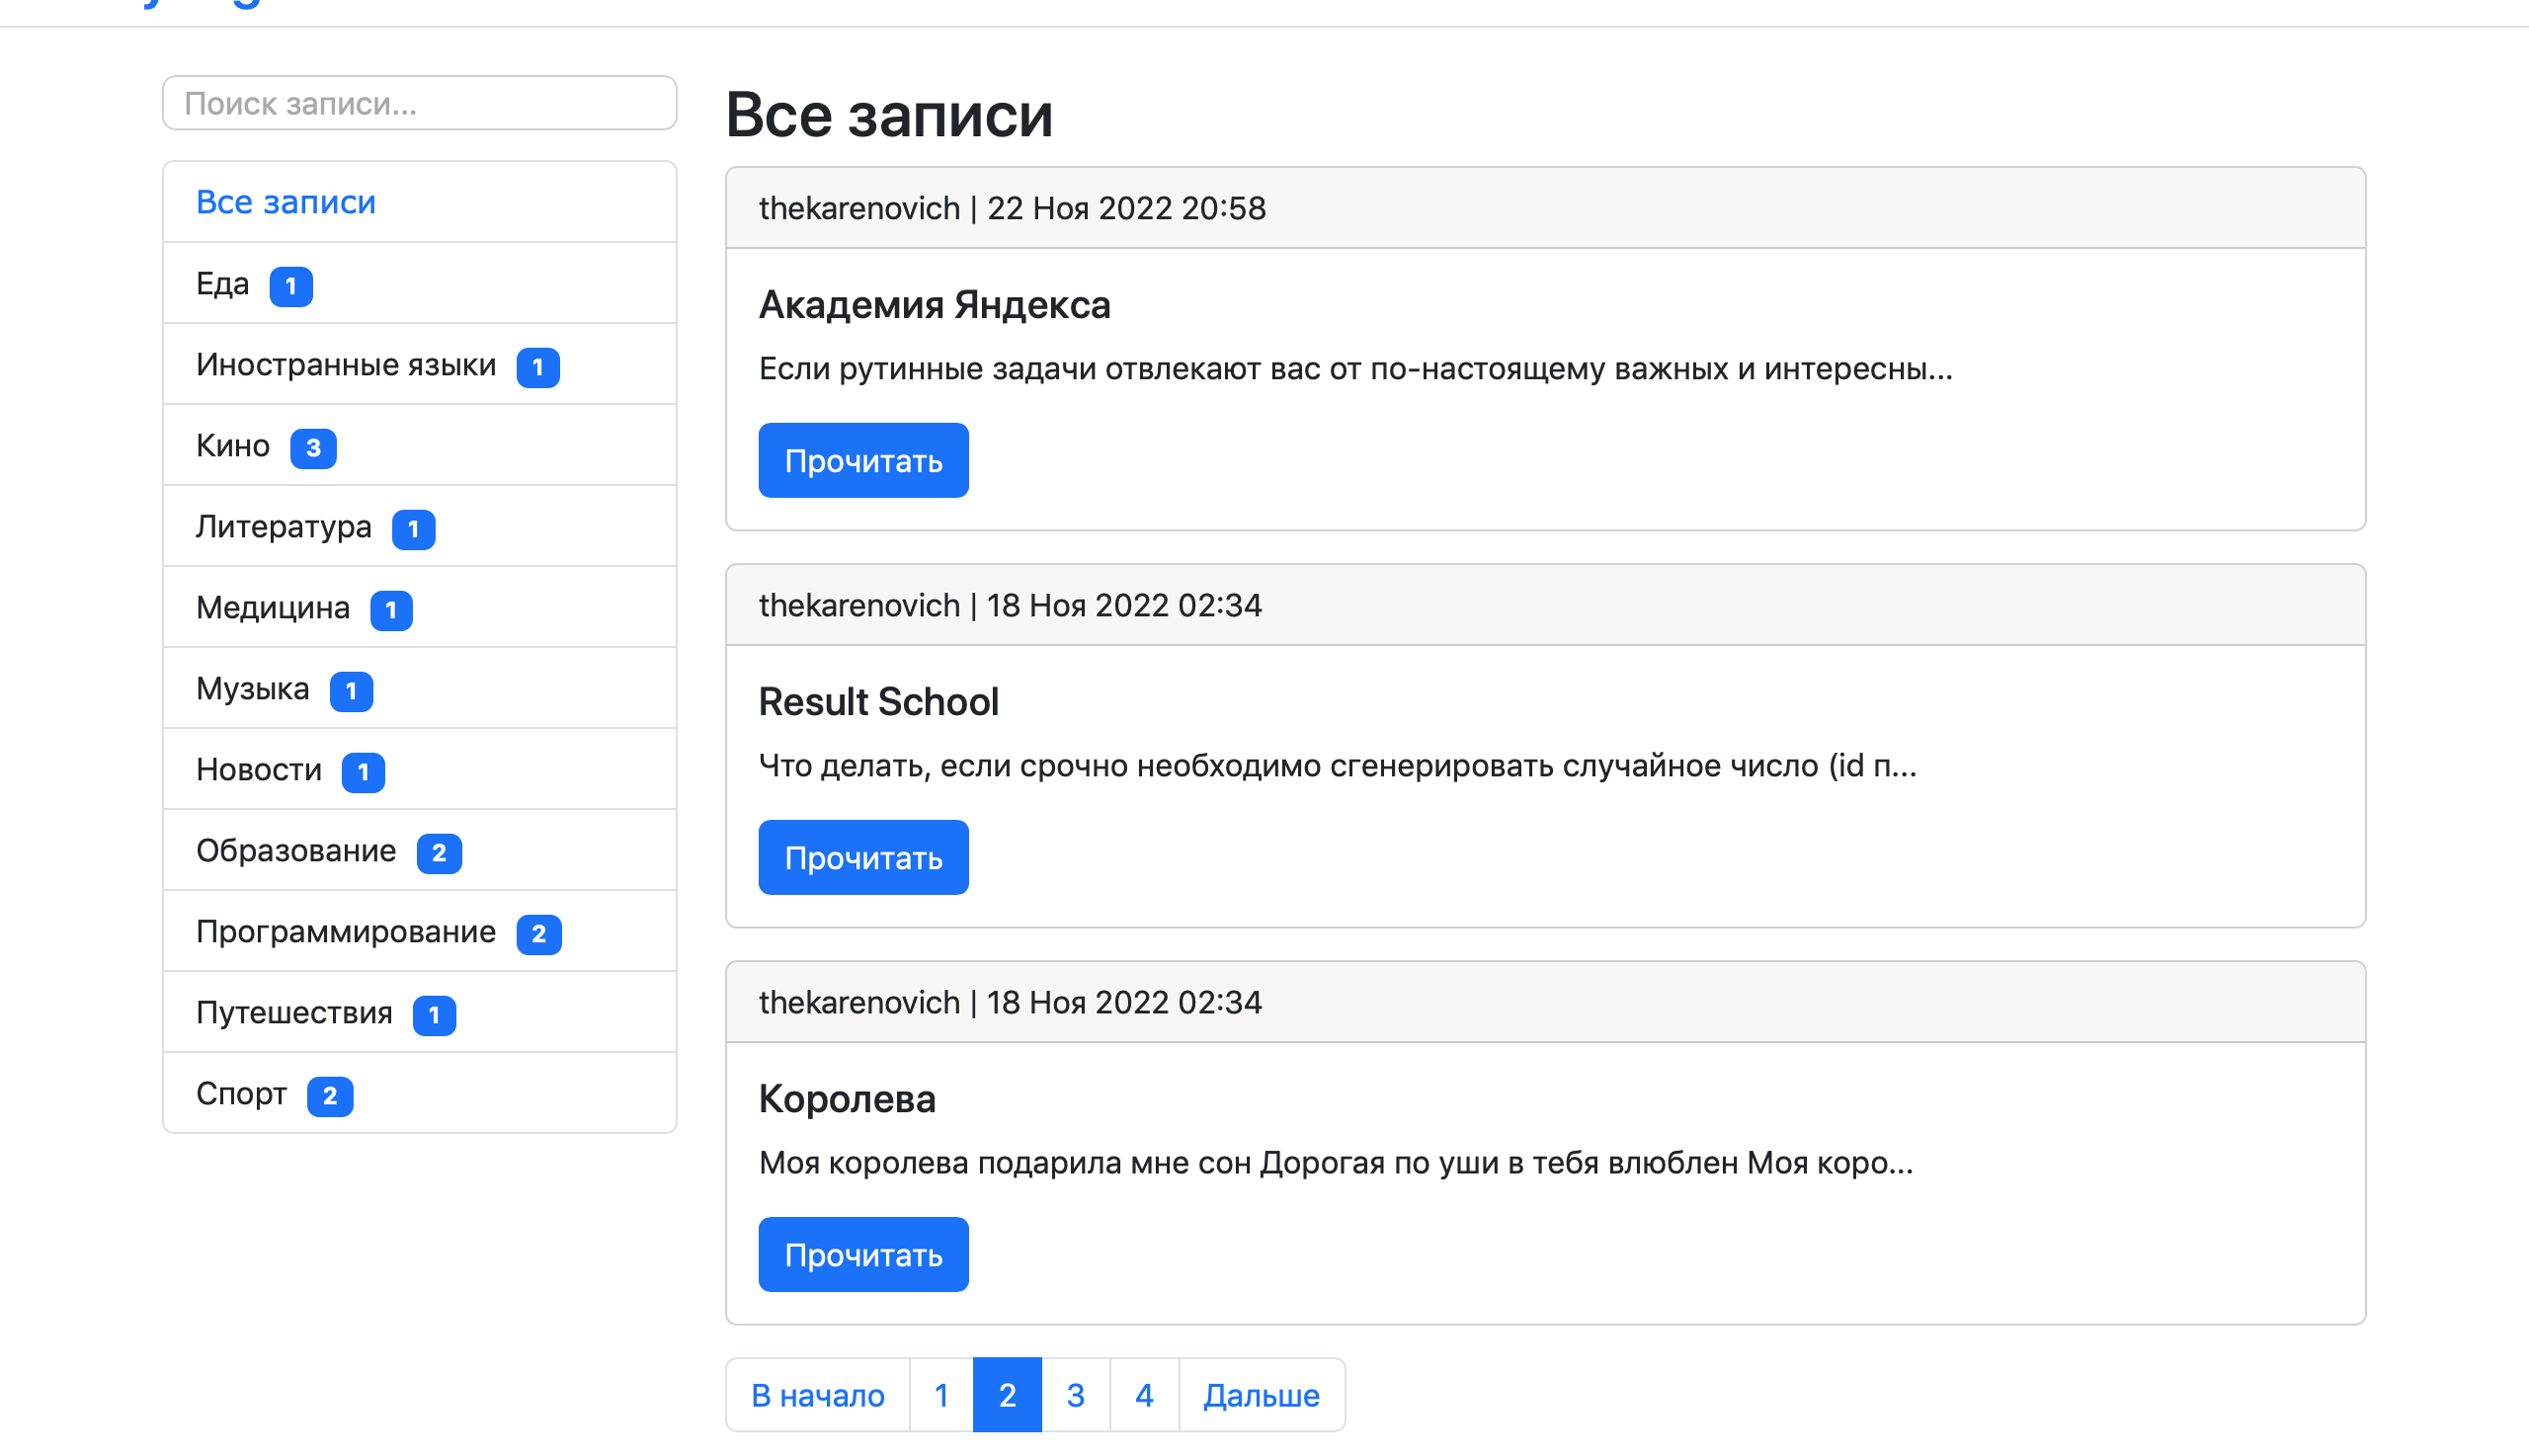 Поиск записи...
Все записи
Еда 1
Иностранные языки 1
Кино 3
Литература 1
Медицина 1
Музыка 1
Новости 1
Образование 2
Программирование 2
Путешествия 1
Спорт 2
Все записи
thekarenovich | 22 Ноя 2022 20:58
Академия Яндекса
Если рутинные задачи отвлекают вас от по-настоящему важных и интересны...
Прочитать
thekarenovich | 18 Ноя 2022 02:34
Result School
Что делать, если срочно необходимо сгенерировать случайное число (id п...
Прочитать
thekarenovich | 18 Ноя 2022 02:34
Королева
Моя королева подарила мне сон Дорогая по уши в тебя влюблен Моя коро...
Прочитать
В начало 1 2 3 4 Дальше